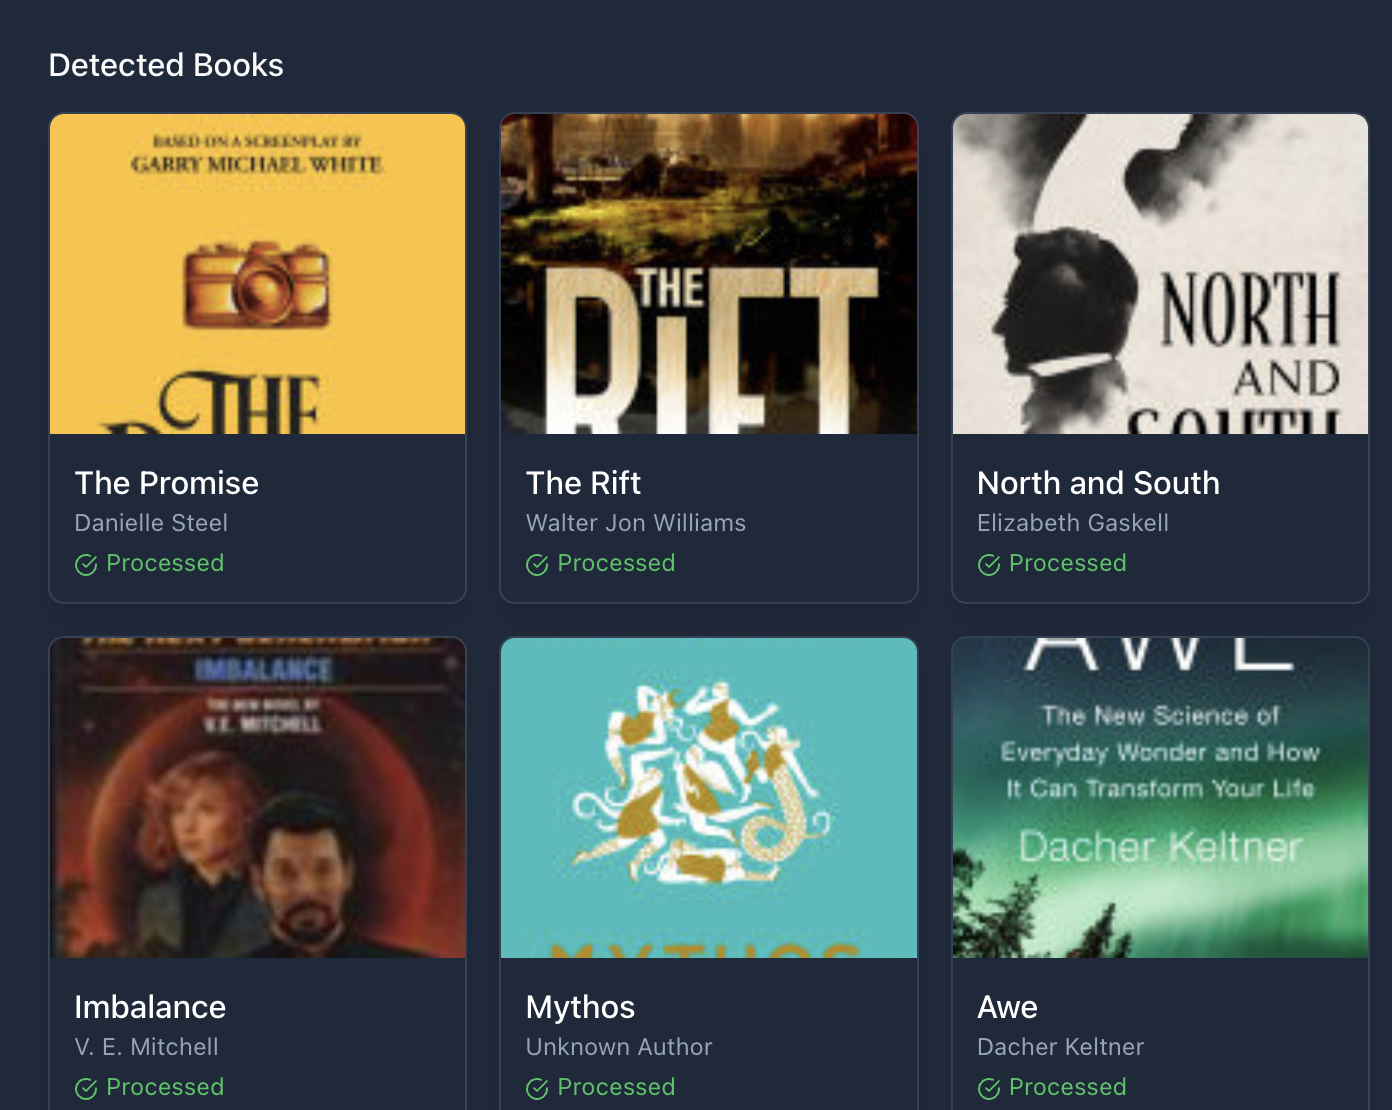 Detected Books
BASED ON A SCREENPLAY BY
GARRY MICHAEL WHITE
THE
The Promise
Danielle Steel
Processed
THE
RIFT
The Rift
Walter Jon Williams
Processed
NORTH
AND
SOUTH
North and South
Elizabeth Gaskell
Processed
IMBALANCE
THE NEW NOVEL BY
V.E. MITCHELL
Imbalance
V. E. Mitchell
Processed
MYTHOS
Mythos
Unknown Author
Processed
AWE
The New Science of
Everyday Wonder and How
It Can Transform Your Life
Dacher Keltner
Awe
Dacher Keltner
Processed